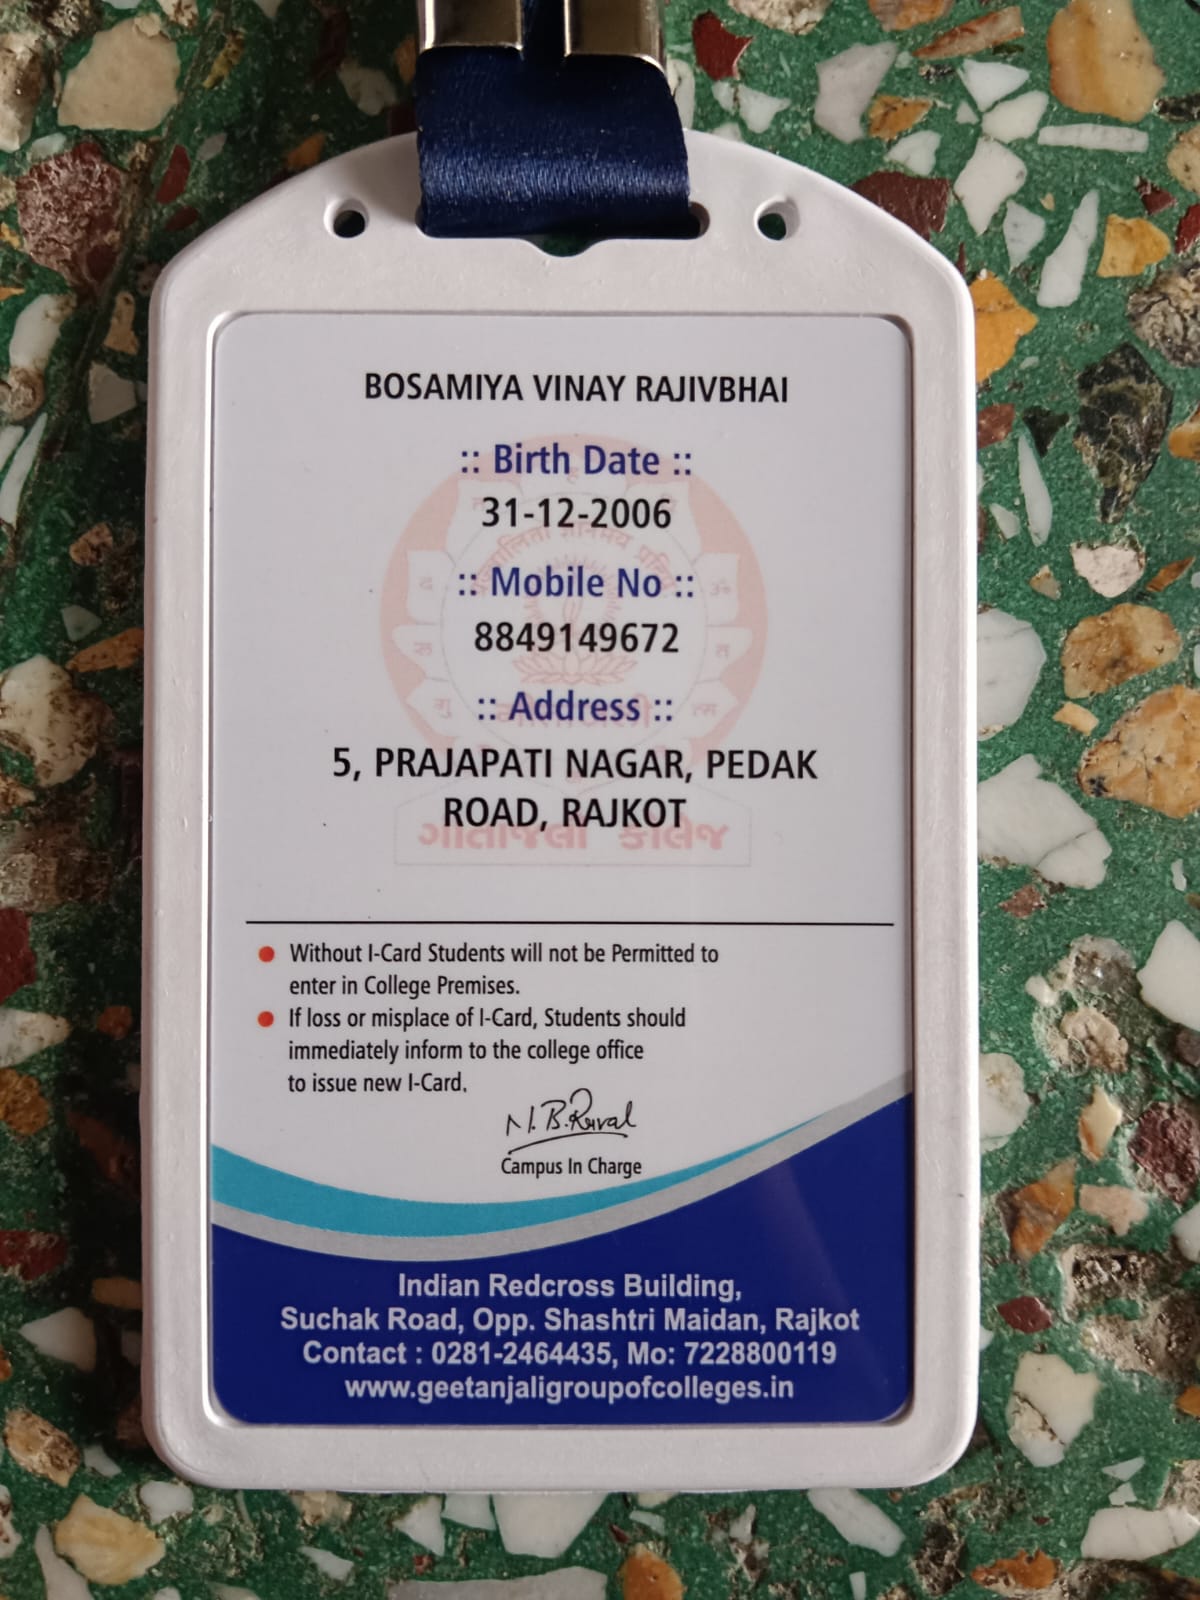 BOSAMIYA VINAY RAJIVBHAI
:: Birth Date ::
31-12-2006
:: Mobile No ::
8849149672
:: Address ::
5, PRAJAPATI NAGAR, PEDAK
ROAD, RAJKOT
ગીતાંજલી કોલેજ
Without I-Card Students will not be Permitted to
enter in College Premises.
If loss or misplace of I-Card, Students should
immediately inform to the college office
to issue new I-Card.
N. B. Raval
Campus In Charge
Indian Redcross Building,
Suchak Road, Opp. Shashtri Maidan, Rajkot
Contact : 0281-2464435, Mo: 7228800119
www.geetanjaligroupofcolleges.in